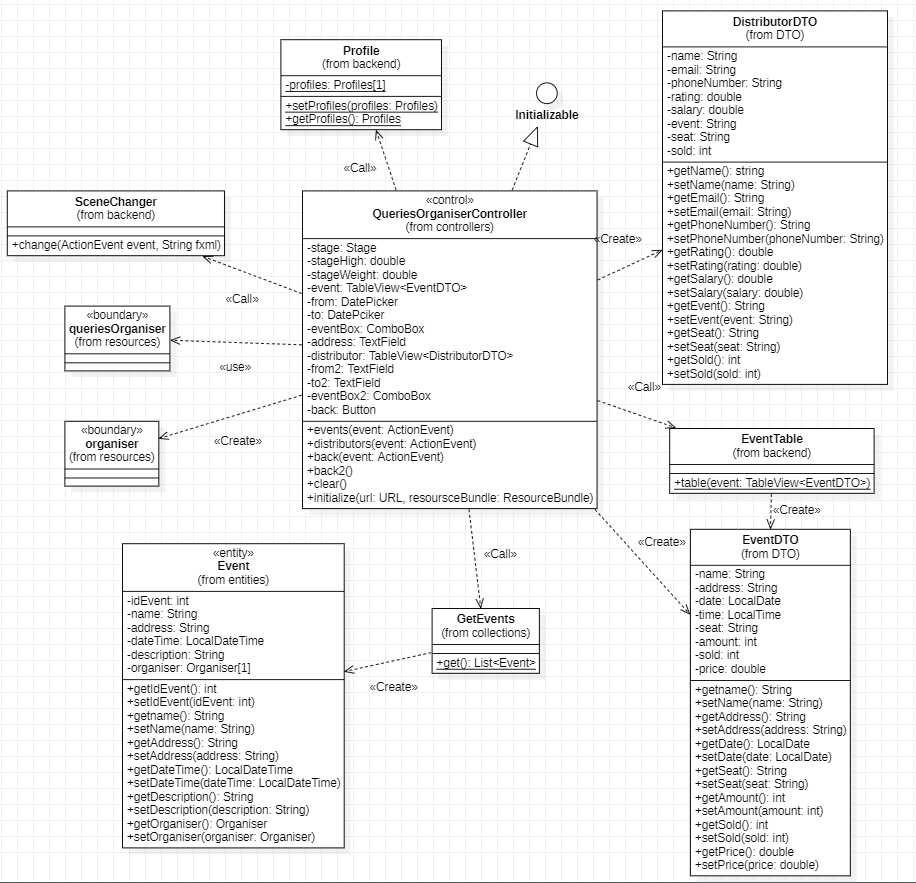 Profile
(from backend)
-profiles: Profiles[1]
+setProfiles(profiles: Profiles)
+getProfiles(): Profiles
Initializable
DistributorDTO
(from DTO)
-name: String
-email: String
-phoneNumber: String
-rating: double
-salary: double
-event: String
-seat: String
-sold: int
+getName(): string
+setName(name: String)
+getEmail(): String
+setEmail(email: String)
+getPhoneNumber(): String
+setPhoneNumber(phoneNumber: String)
+getRating(): double
+setRating(rating: double)
+getSalary(): double
+setSalary(salary: double)
+getEvent(): String
+setEvent(event: String)
+getSeat(): String
+setSeat(seat: String)
+getSold(): int
+setSold(sold: int)
«Call»
SceneChanger
(from backend)
+change(ActionEvent event, String fxml)
«control»
QueriesOrganiserController
(from controllers)
-stage: Stage
-stageHigh: double
-stageWeight: double
-event: TableView<EventDTO>
-from: DatePicker
-to: DatePciker
-eventBox: ComboBox
-address: TextField
-distributor: TableView<DistributorDTO>
-from2: TextField
-to2: TextField
-eventBox2: ComboBox
-back: Button
+events(event: ActionEvent)
+distributors(event: ActionEvent)
+back(event: ActionEvent)
+back2()
+clear()
+initialize(url: URL, resoursceBundle: ResourceBundle)
«Create»
«Call»
«boundary»
queriesOrganiser
(from resources)
«use»
«Call»
«boundary»
organiser
(from resources)
«Create»
EventTable
(from backend)
+table(event: TableView<EventDTO>)
«Create»
«Create»
EventDTO
(from DTO)
-name: String
-address: String
-date: LocalDate
-time: LocalTime
-seat: String
-amount: int
-sold: int
-price: double
+getname(): String
+setName(name: String)
+getAddress(): String
+setAddress(address: String)
+getDate(): LocalDate
+setDate(date: LocalDate)
+getSeat(): String
+setSeat(seat: String)
+getAmount(): int
+setAmount(amount: int)
+getSold(): int
+setSold(sold: int)
+getPrice(): double
+setPrice(price: double)
«Call»
«entity»
Event
(from entities)
-idEvent: int
-name: String
-address: String
-dateTime: LocalDateTime
-description: String
-organiser: Organiser[1]
+getIdEvent(): int
+setIdEvent(idEvent: int)
+getname(): String
+setName(name: String)
+getAddress(): String
+setAddress(address: String)
+getDateTime(): LocalDateTime
+setDateTime(dateTime: LocalDateTime)
+getDescription(): String
+setDescription(description: String)
+getOrganiser(): Organiser
+setOrganiser(organiser: Organiser)
GetEvents
(from collections)
+get(): List<Event>
«Create»